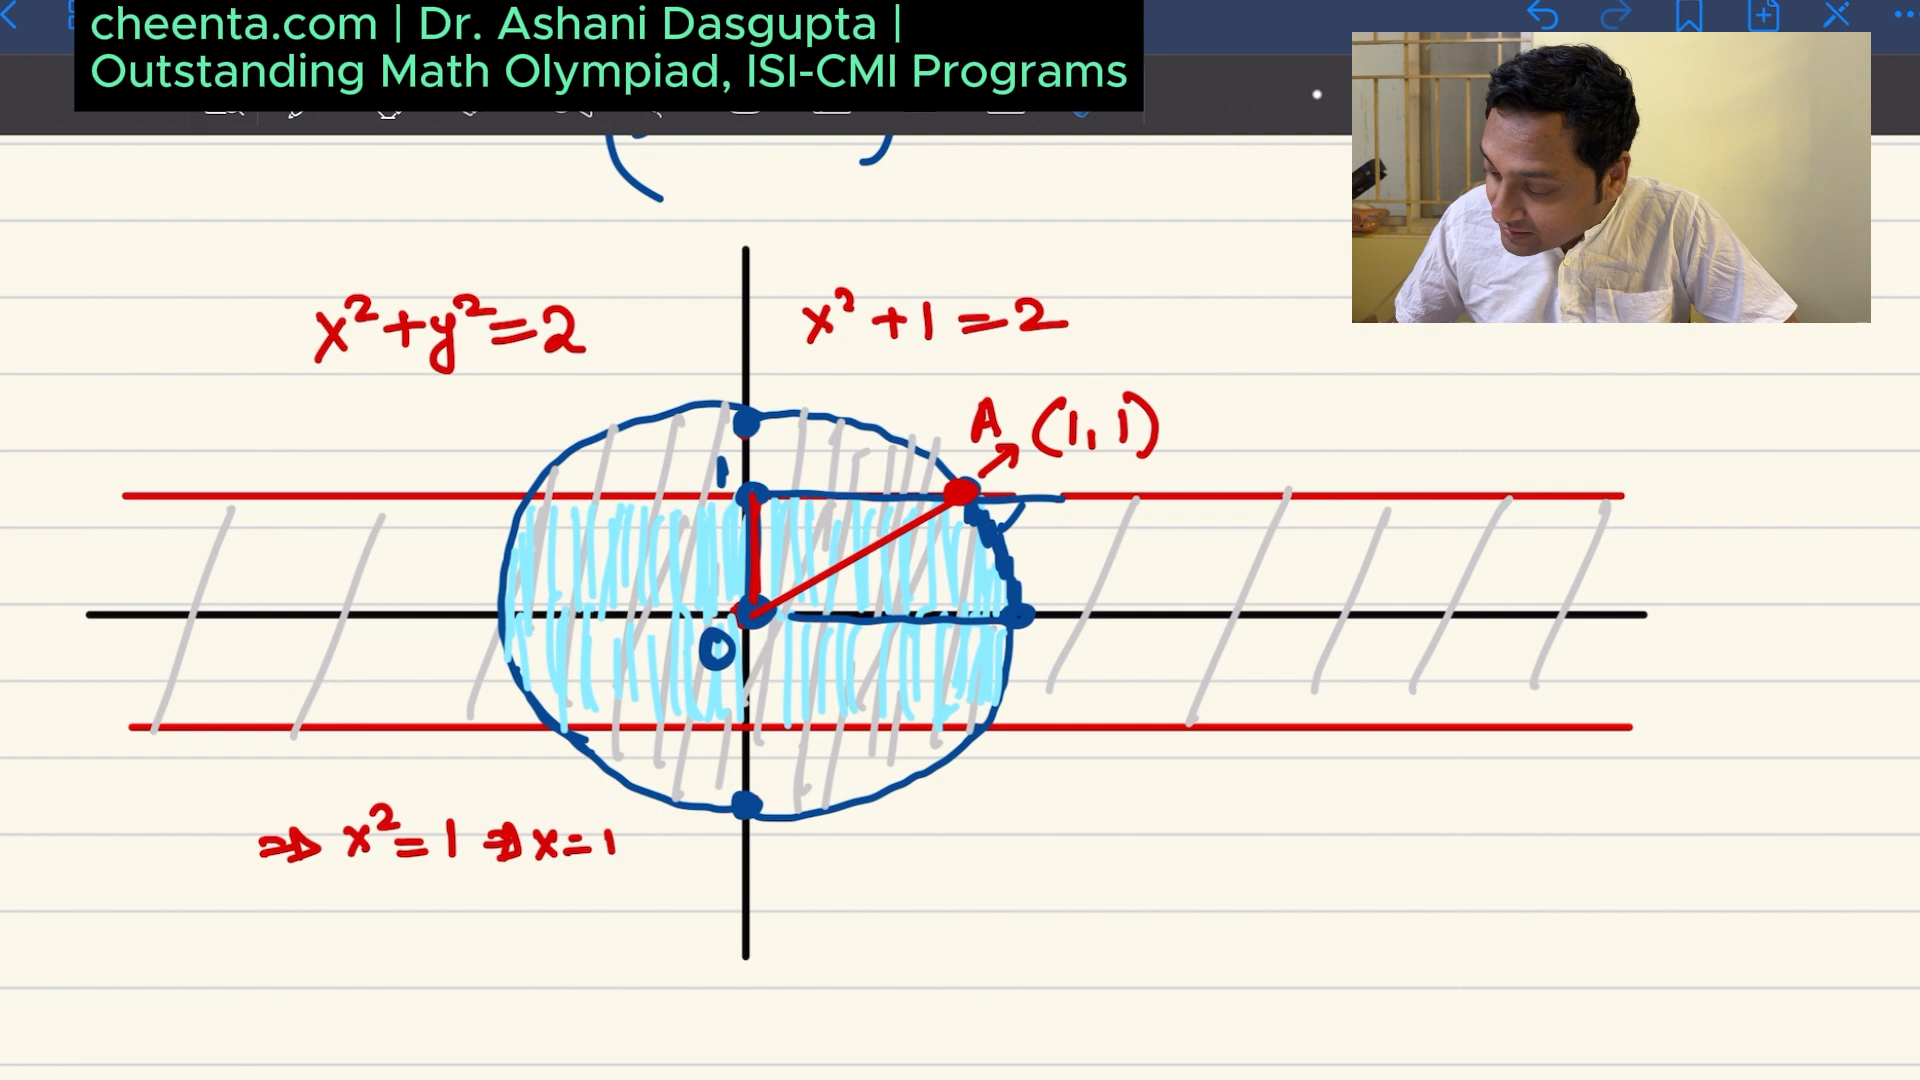 cheenta.com | Dr. Ashani Dasgupta |
Outstanding Math Olympiad, ISI-CMI Programs
x²+y²=2
x²+1=2
A (1,1)
1
0
⇒ x²=1 ⇒ x=1